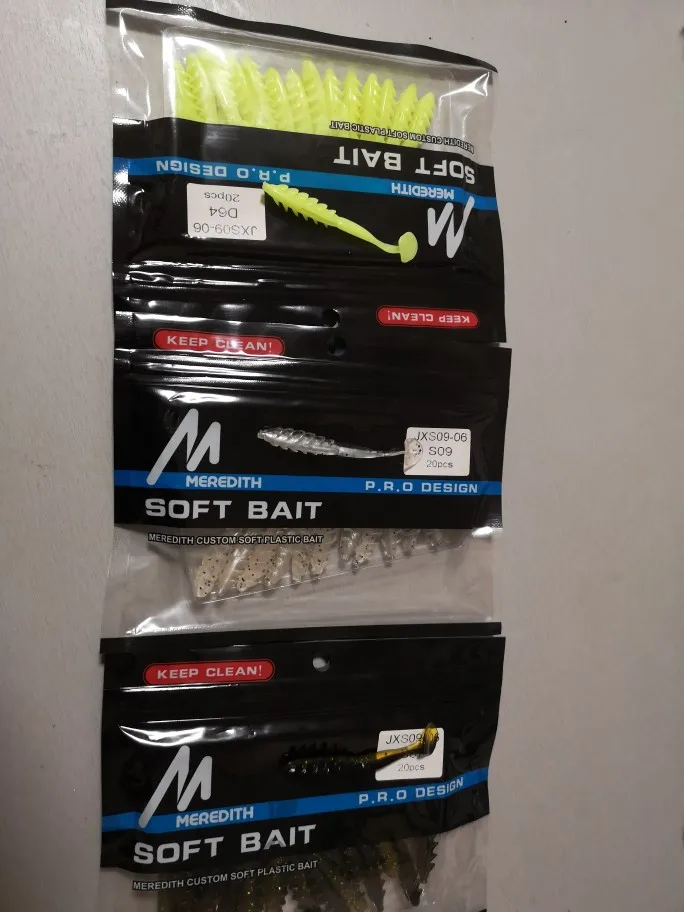 MEREDITH CUSTOM SOFT PLASTIC BAIT
SOFT BAIT
MEREDITH
P.R.O DESIGN
JXS09-06
D64
20pcs
KEEP CLEAN!
KEEP CLEAN!
JXS09-06
S09
20pcs
MEREDITH
P.R.O DESIGN
SOFT BAIT
MEREDITH CUSTOM SOFT PLASTIC BAIT
KEEP CLEAN!
20pcs
MEREDITH
P.R.O DESIGN
SOFT BAIT
MEREDITH CUSTOM SOFT PLASTIC BAIT